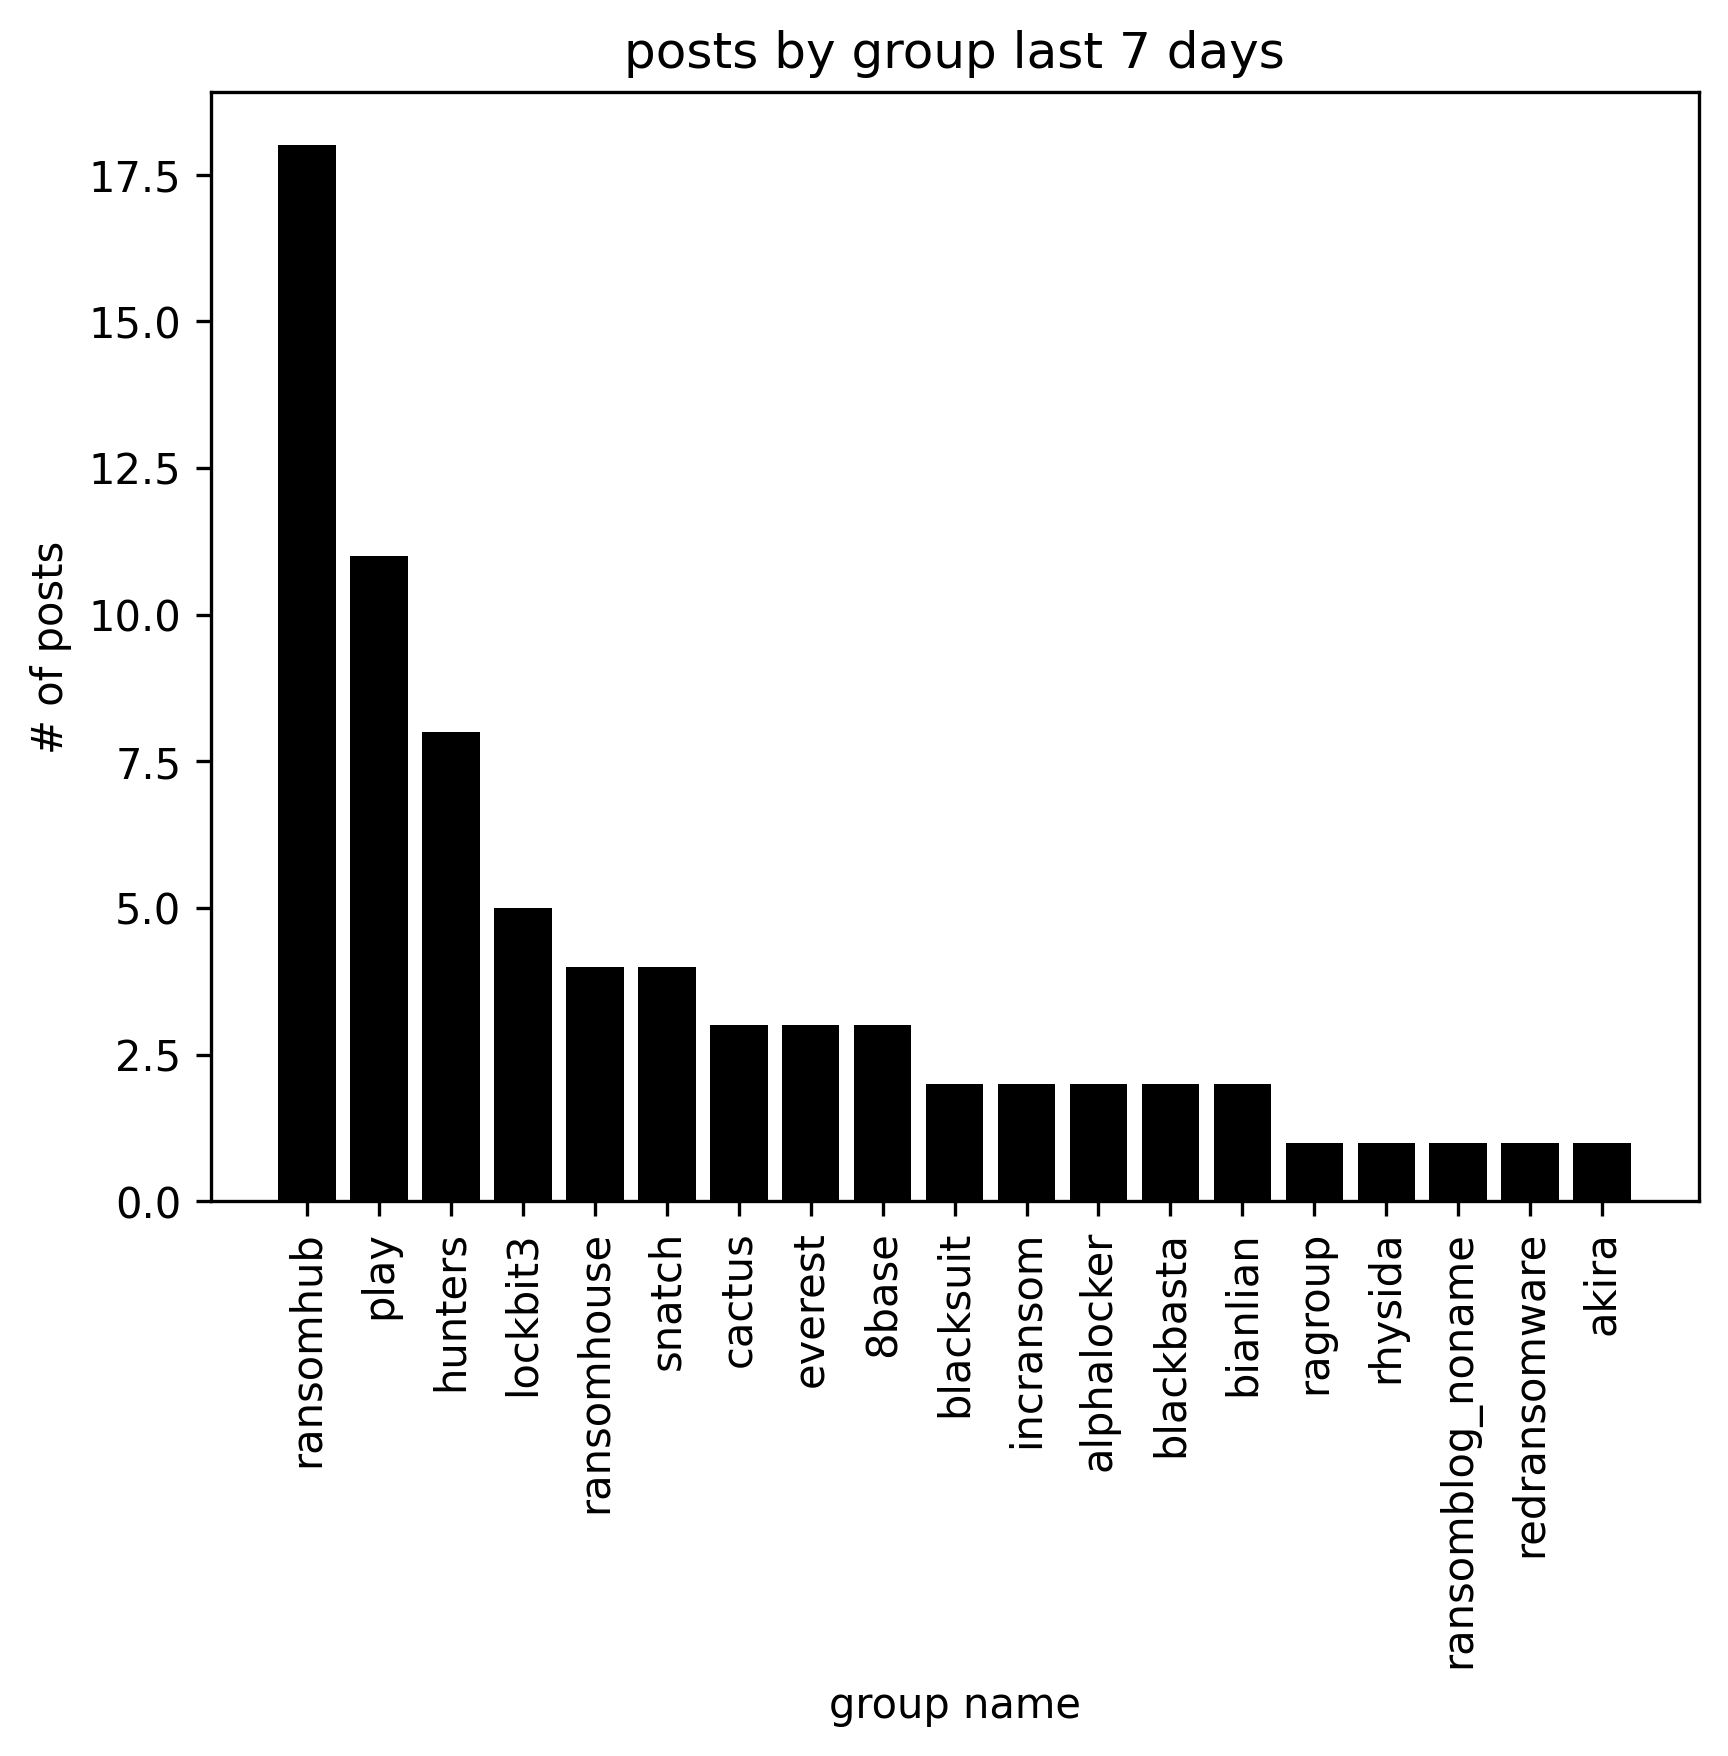 posts by group last 7 days
# of posts
17.5
15.0
12.5
10.0
7.5
5.0
2.5
0.0
ransomhub
play
hunters
lockbit3
ransomhouse
snatch
cactus
everest
8base
blacksuit
incransom
alphalocker
blackbasta
bianlian
ragroup
rhysida
ransomblog_noname
redransomware
akira
group name